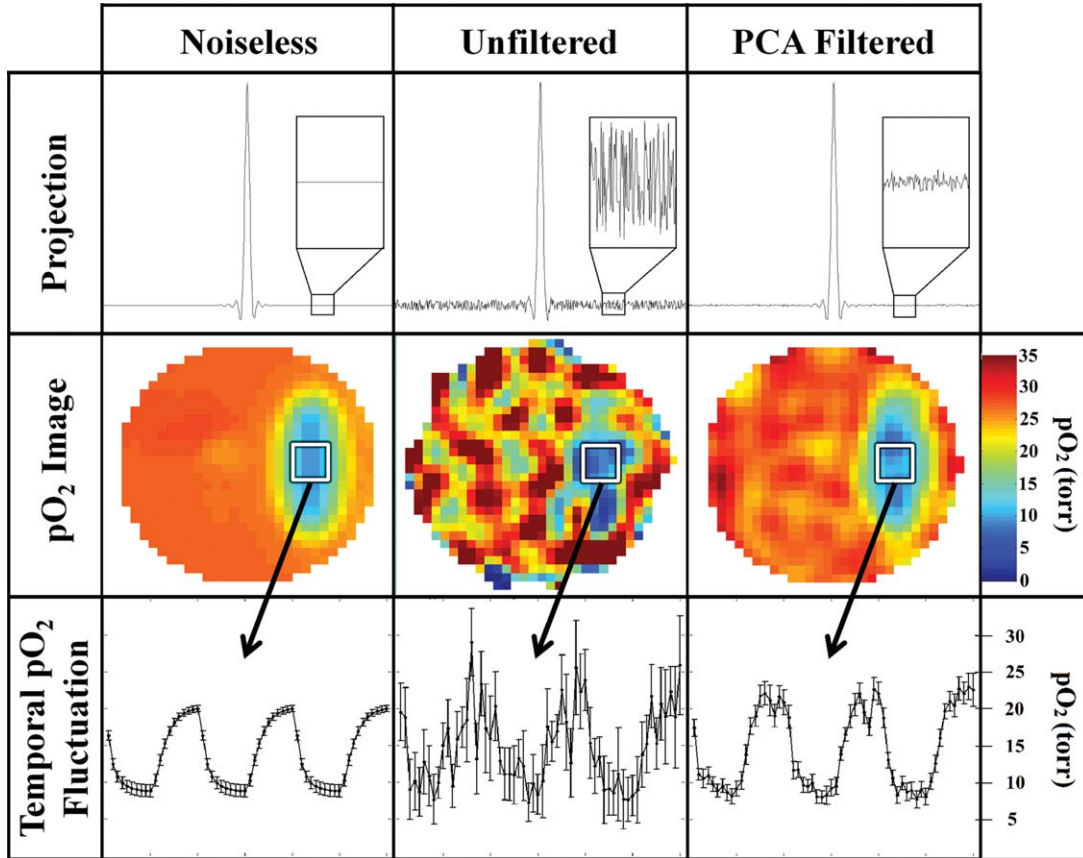 Noiseless
Unfiltered
PCA Filtered
Projection
pO₂ Image
35
30
25
20
15
10
5
0
pO₂ (torr)
Temporal pO₂
Fluctuation
30
25
20
15
10
5
pO₂ (torr)